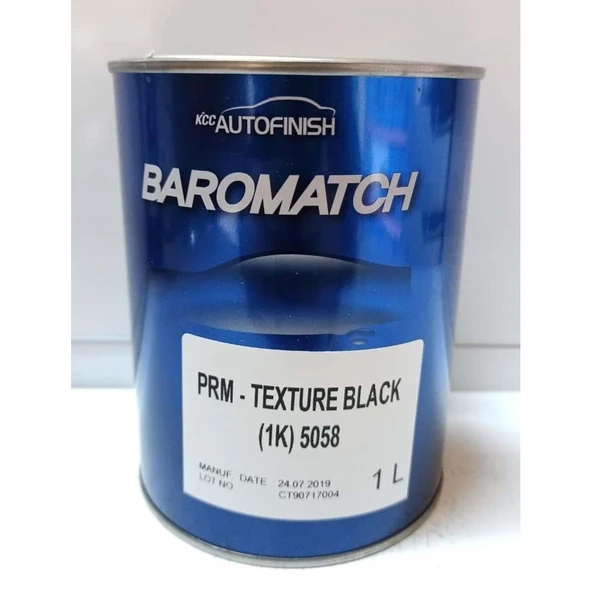 KCC AUTOFINISH
BAROMATCH
PRM - TEXTURE BLACK
(1K) 5058
MANUF. DATE : 24.07.2019
LOT NO CT90717004
1 L